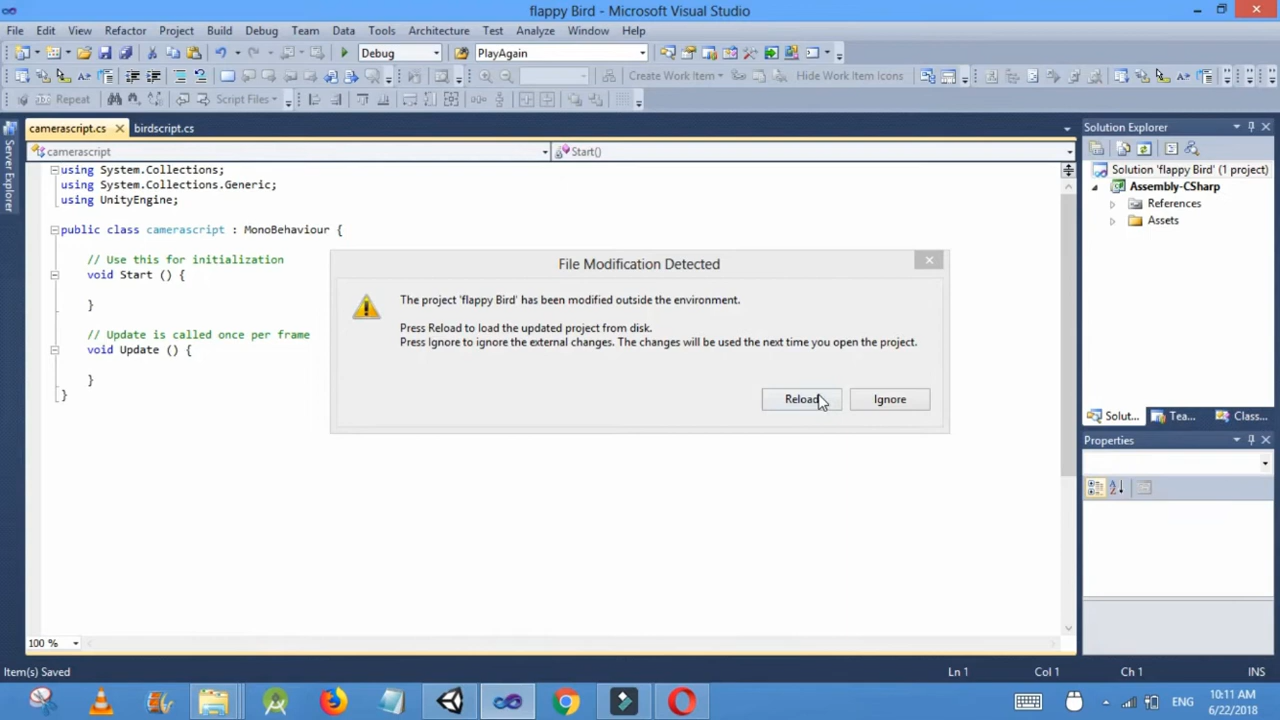 flappy Bird - Microsoft Visual Studio
File Edit View Refactor Project Build Debug Team Data Tools Architecture Test Analyze Window Help
Debug PlayAgain
Create Work Item Hide Work Item icons
Repeat Script Files
camerascript.cs birdscript.cs
camerascript Start()
Server Explorer
using System.Collections;
using System.Collections.Generic;
using UnityEngine;
public class camerascript : MonoBehaviour {
// Use this for initialization
void Start () {
}
// Update is called once per frame
void Update () {
}
}
File Modification Detected
The project 'flappy Bird' has been modified outside the environment.
Press Reload to load the updated project from disk.
Press Ignore to ignore the external changes. The changes will be used the next time you open the project.
Reload Ignore
Solution Explorer
Solution 'flappy Bird' (1 project)
Assembly-CSharp
References
Assets
Solut... Tea... Class...
Properties
100 %
Item(s) Saved Ln 1 Col 1 Ch 1 INS
ENG
10:11 AM
6/22/2018